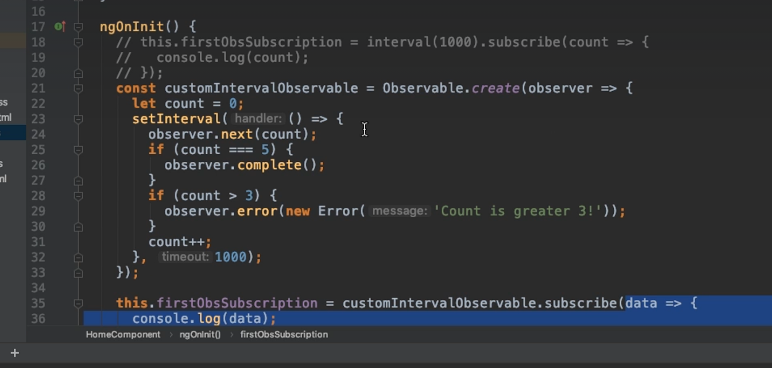 16
17 ngOnInit() {
18 // this.firstObsSubscription = interval(1000).subscribe(count => {
19 //   console.log(count);
20 // });
21 const customIntervalObservable = Observable.create(observer => {
22 let count = 0;
23 setInterval( handler: () => {
24 observer.next(count);
25 if (count === 5) {
26 observer.complete();
27 }
28 if (count > 3) {
29 observer.error(new Error( message: 'Count is greater 3!'));
30 }
31 count++;
32 }, timeout: 1000);
33 });
34
35 this.firstObsSubscription = customIntervalObservable.subscribe(data => {
36 console.log(data);
HomeComponent › ngOnInit() › firstObsSubscription